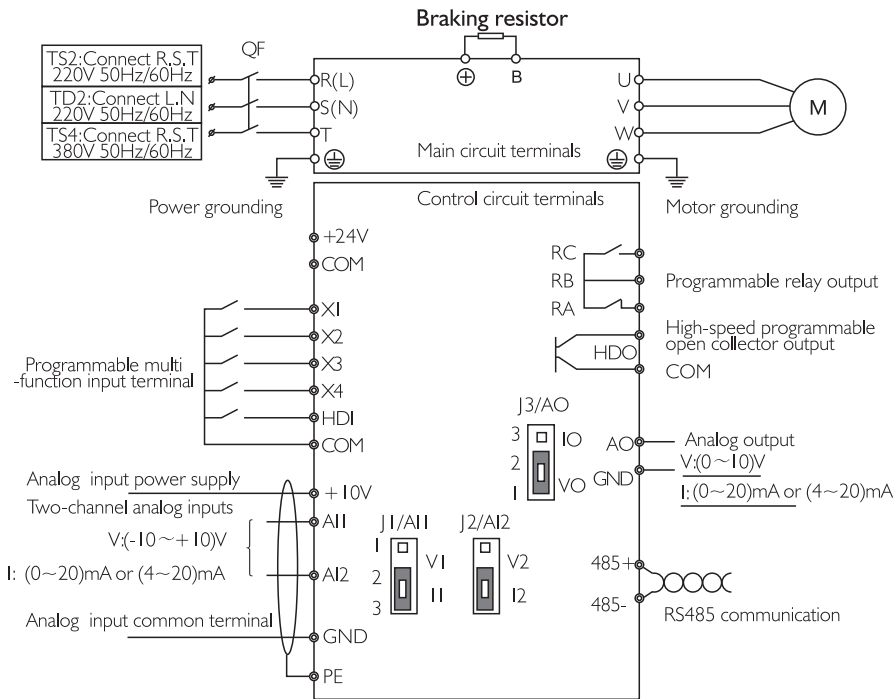 Braking resistor
TS2:Connect R.S.T
220V 50Hz/60Hz
TD2:Connect L.N
220V 50Hz/60Hz
TS4:Connect R.S.T
380V 50Hz/60Hz
QF
R(L)
S(N)
T
B
U
V
W
M
Main circuit terminals
Power grounding
Control circuit terminals
Motor grounding
+24V
COM
X1
X2
X3
X4
HDI
COM
Programmable multi
-function input terminal
RC
RB
RA
Programmable relay output
HDO
High-speed programmable
open collector output
COM
J3/AO
3
2
1
IO
VO
AO
GND
Analog output
V:(0~10)V
I:(0~20)mA or (4~20)mA
Analog input power supply
+10V
Two-channel analog inputs
AI1
V:(-10~+10)V
I: (0~20)mA or (4~20)mA
AI2
Analog input common terminal
GND
PE
J1/AI1
1
2
3
V1
I1
J2/AI2
V2
I2
485+
485-
RS485 communication